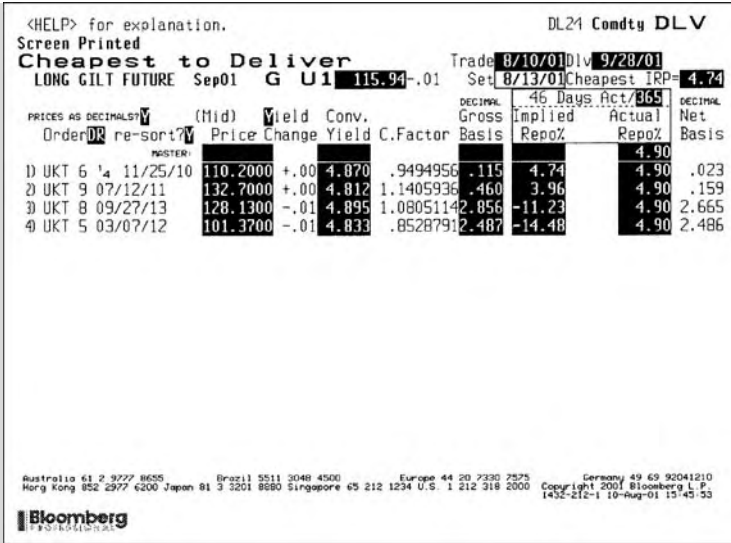 <HELP> for explanation. DL24 Comdty DLV
Screen Printed
Cheapest to Deliver Trade 8/10/01 Dlv 9/28/01
LONG GILT FUTURE Sep01 G U1 115.94-.01 Set 8/13/01 Cheapest IRP= 4.74
DECIMAL 46 Days Act/365 DECIMAL
PRICES AS DECIMALS? Y (Mid) Yield Conv. Gross Implied Actual Net
Order DR re-sort? Y Price Change Yield C.Factor Basis Repo% Repo% Basis
MASTER: 4.90
1) UKT 6 ¼ 11/25/10 110.2000 +.00 4.870 .9494956 .115 4.74 .023
2) UKT 9 07/12/11 132.7000 +.00 4.812 1.1405936 .460 3.96 4.90 .159
3) UKT 8 09/27/13 128.1300 -.01 4.895 1.0805114 2.856 -11.23 4.90 2.665
4) UKT 5 03/07/12 101.3700 -.01 4.833 .8528791 2.487 -14.48 4.90 2.486
Australia 61 2 9777 8655 Brazil 5511 3048 4500 Europe 44 20 7330 7575 Germany 49 69 92041210
Hong Kong 852 2977 6200 Japan 81 3 3201 8880 Singapore 65 212 1234 U.S. 1 212 318 2000 Copyright 2001 Bloomberg L.P.
1432-212-1 10-Aug-01 15:45:53
Bloomberg
PROFESSIONAL